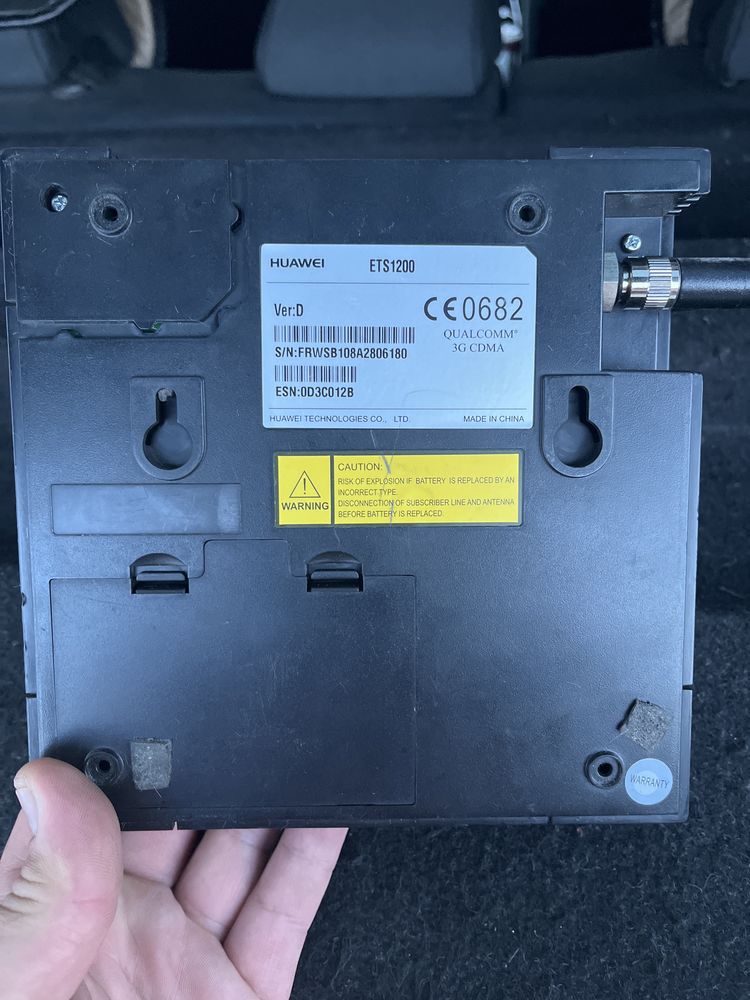 HUAWEI ETS1200
Ver:D
CE0682
QUALCOMM®
3G CDMA
S/N:FRWSB108A2806180
ESN:0D3C012B
HUAWEI TECHNOLOGIES CO., LTD. MADE IN CHINA
WARNING
CAUTION:
RISK OF EXPLOSION IF BATTERY IS REPLACED BY AN
INCORRECT TYPE.
DISCONNECTION OF SUBSCRIBER LINE AND ANTENNA
BEFORE BATTERY IS REPLACED.
WARRANTY